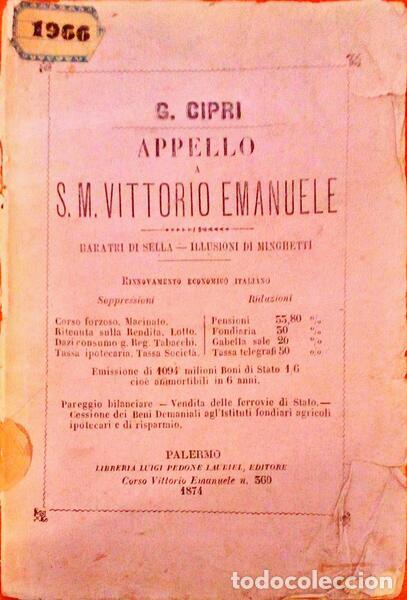 1966
G. CIPRI
APPELLO
A
S. M. VITTORIO EMANUELE
BARATRI DI SELLA — ILLUSIONI DI MINGHETTI
RINNOVAMENTO ECONOMICO ITALIANO
Soppressioni Riduzioni
Corso forzoso, Macinato. Pensioni 33,80 %
Ritenuta sulla Rendita, Lotto. Fondiaria 30 %
Dazi consumo g. Reg. Tabacchi. Gabella sale 20 %
Tassa ipotecaria, Tassa Società. Tassa telegrafi 50 %
Emissione di 1094 milioni Boni di Stato 1/6
cioè ammortibili in 6 anni.
Pareggio bilanciare — Vendita delle ferrovie di Stato. —
Cessione dei Beni Demaniali agl'Istituti fondiari agricoli
ipotecari e di risparmio.
PALERMO
LIBRERIA LUIGI PEDONE LAURIEL, EDITORE
Corso Vittorio Emanuele n. 360
1874
todocoleccion